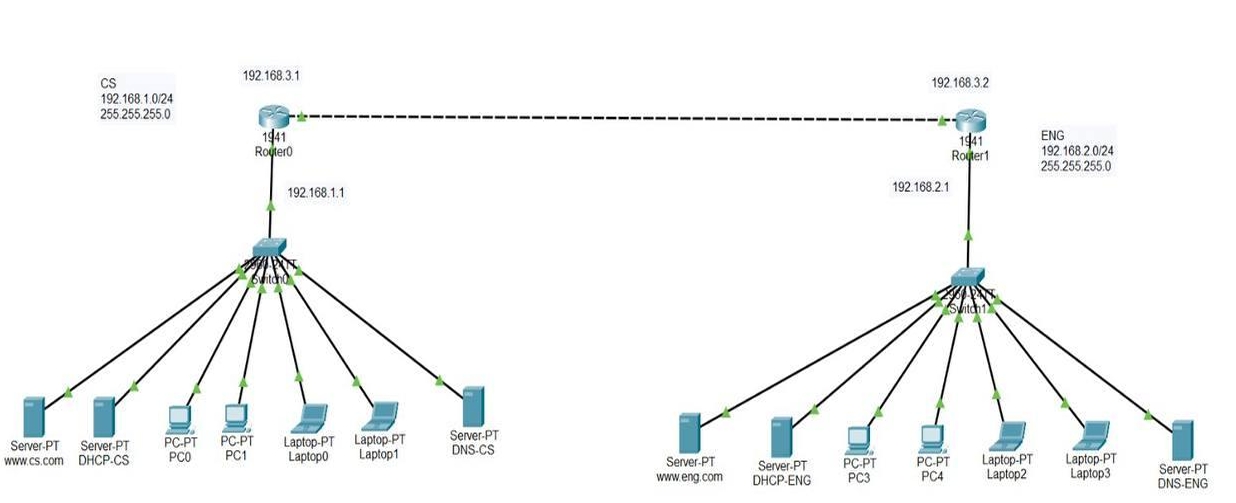 CS
192.168.1.0/24
255.255.255.0
192.168.3.1
1941
Router0
192.168.1.1
192.168.3.2
1941
Router1
ENG
192.168.2.0/24
255.255.255.0
192.168.2.1
2960-24TT
Switch0
2960-24TT
Switch1
Server-PT
www.cs.com
Server-PT
DHCP-CS
PC-PT
PC0
PC-PT
PC1
Laptop-PT
Laptop0
Laptop-PT
Laptop1
Server-PT
DNS-CS
Server-PT
www.eng.com
Server-PT
DHCP-ENG
PC-PT
PC3
PC-PT
PC4
Laptop-PT
Laptop2
Laptop-PT
Laptop3
Server-PT
DNS-ENG